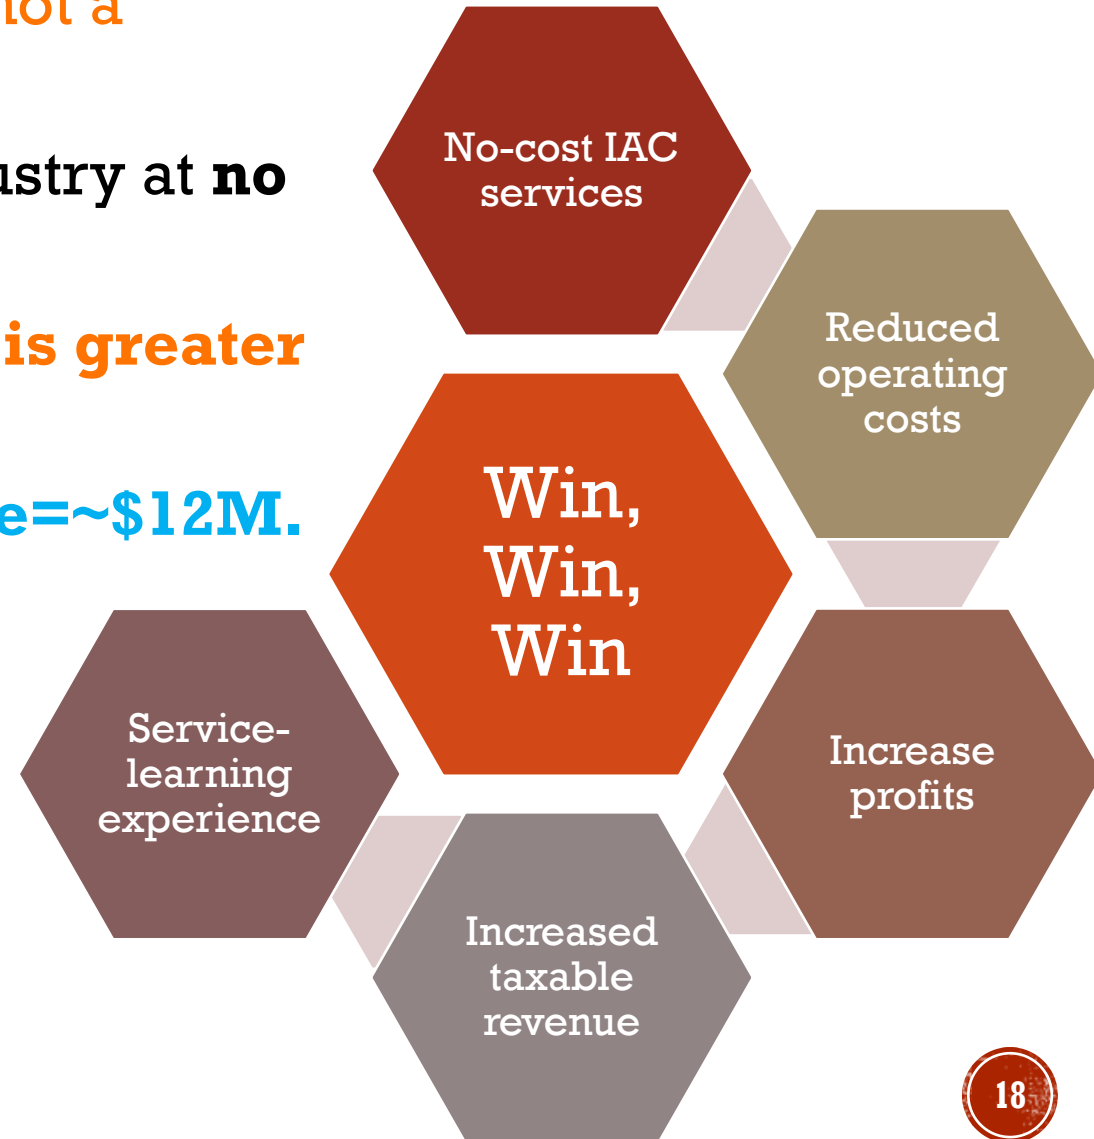 not a
ustry at no
is greater
e=~$12M.
No-cost IAC
services
Reduced
operating
costs
Win,
Win,
Win
Increase
profits
Increased
taxable
revenue
Service-
learning
experience
18